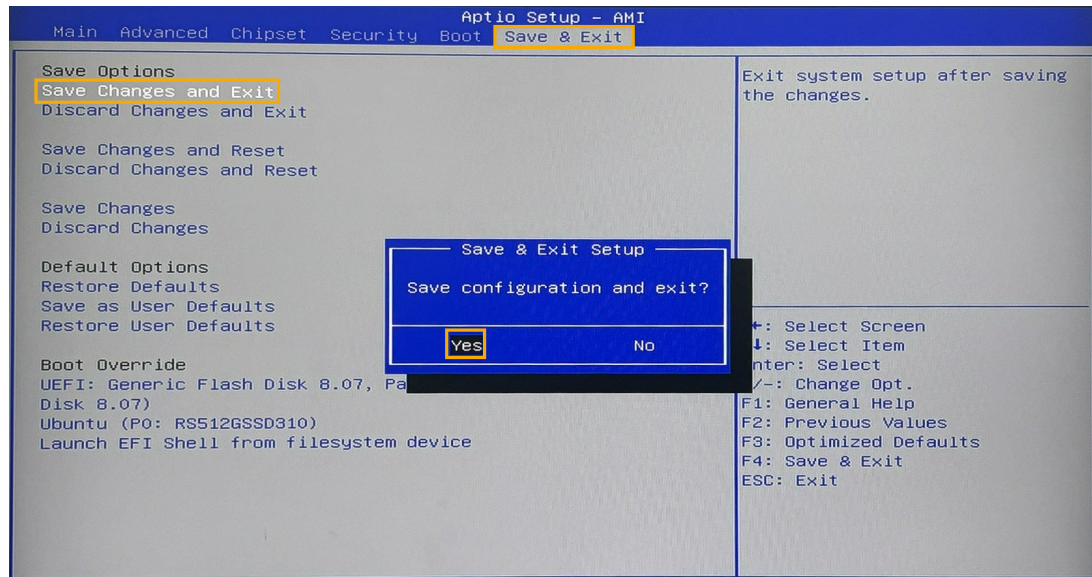 Aptio Setup – AMI
Main Advanced Chipset Security Boot Save & Exit
Save Options
Save Changes and Exit
Discard Changes and Exit
Save Changes and Reset
Discard Changes and Reset
Save Changes
Discard Changes
Default Options
Restore Defaults
Save as User Defaults
Restore User Defaults
Boot Override
UEFI: Generic Flash Disk 8.07, Pa
Disk 8.07)
Ubuntu (P0: RS512GSSD310)
Launch EFI Shell from filesystem device
Save & Exit Setup
Save configuration and exit?
Yes No
Exit system setup after saving
the changes.
←: Select Screen
↓: Select Item
nter: Select
/-: Change Opt.
F1: General Help
F2: Previous Values
F3: Optimized Defaults
F4: Save & Exit
ESC: Exit